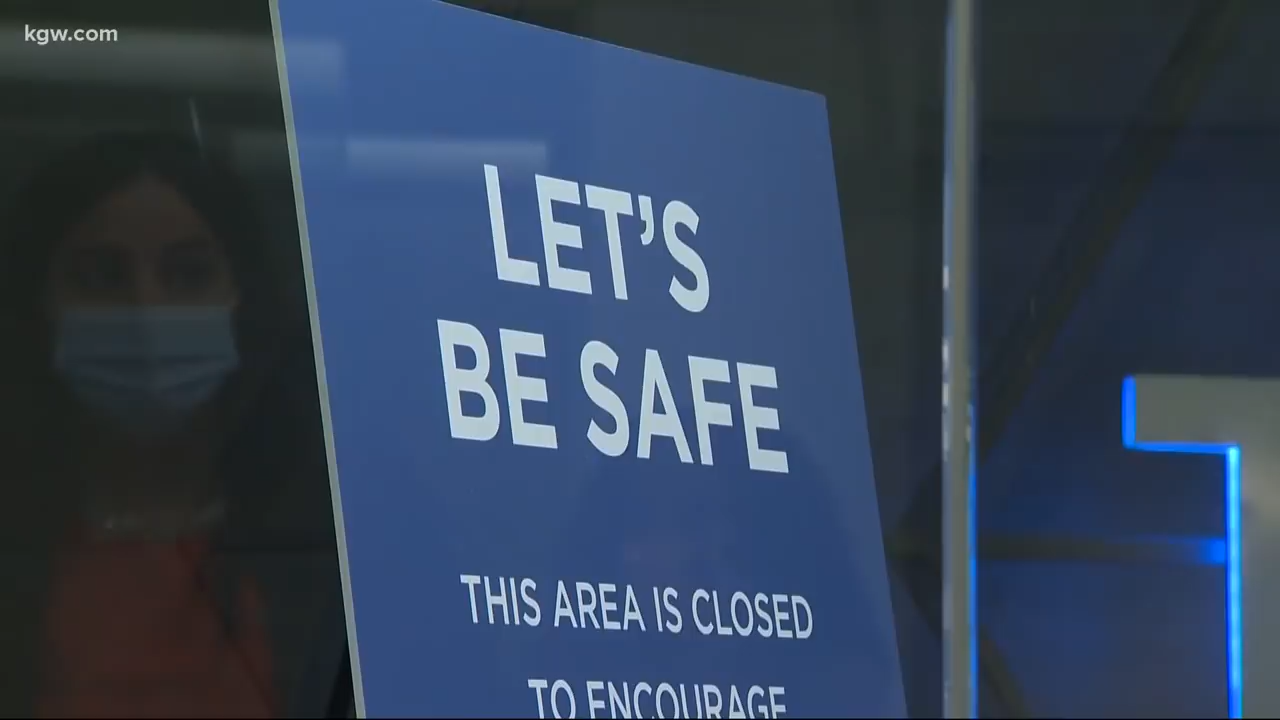 kgw.com
LET'S
BE SAFE
THIS AREA IS CLOSED
TO ENCOURAGE